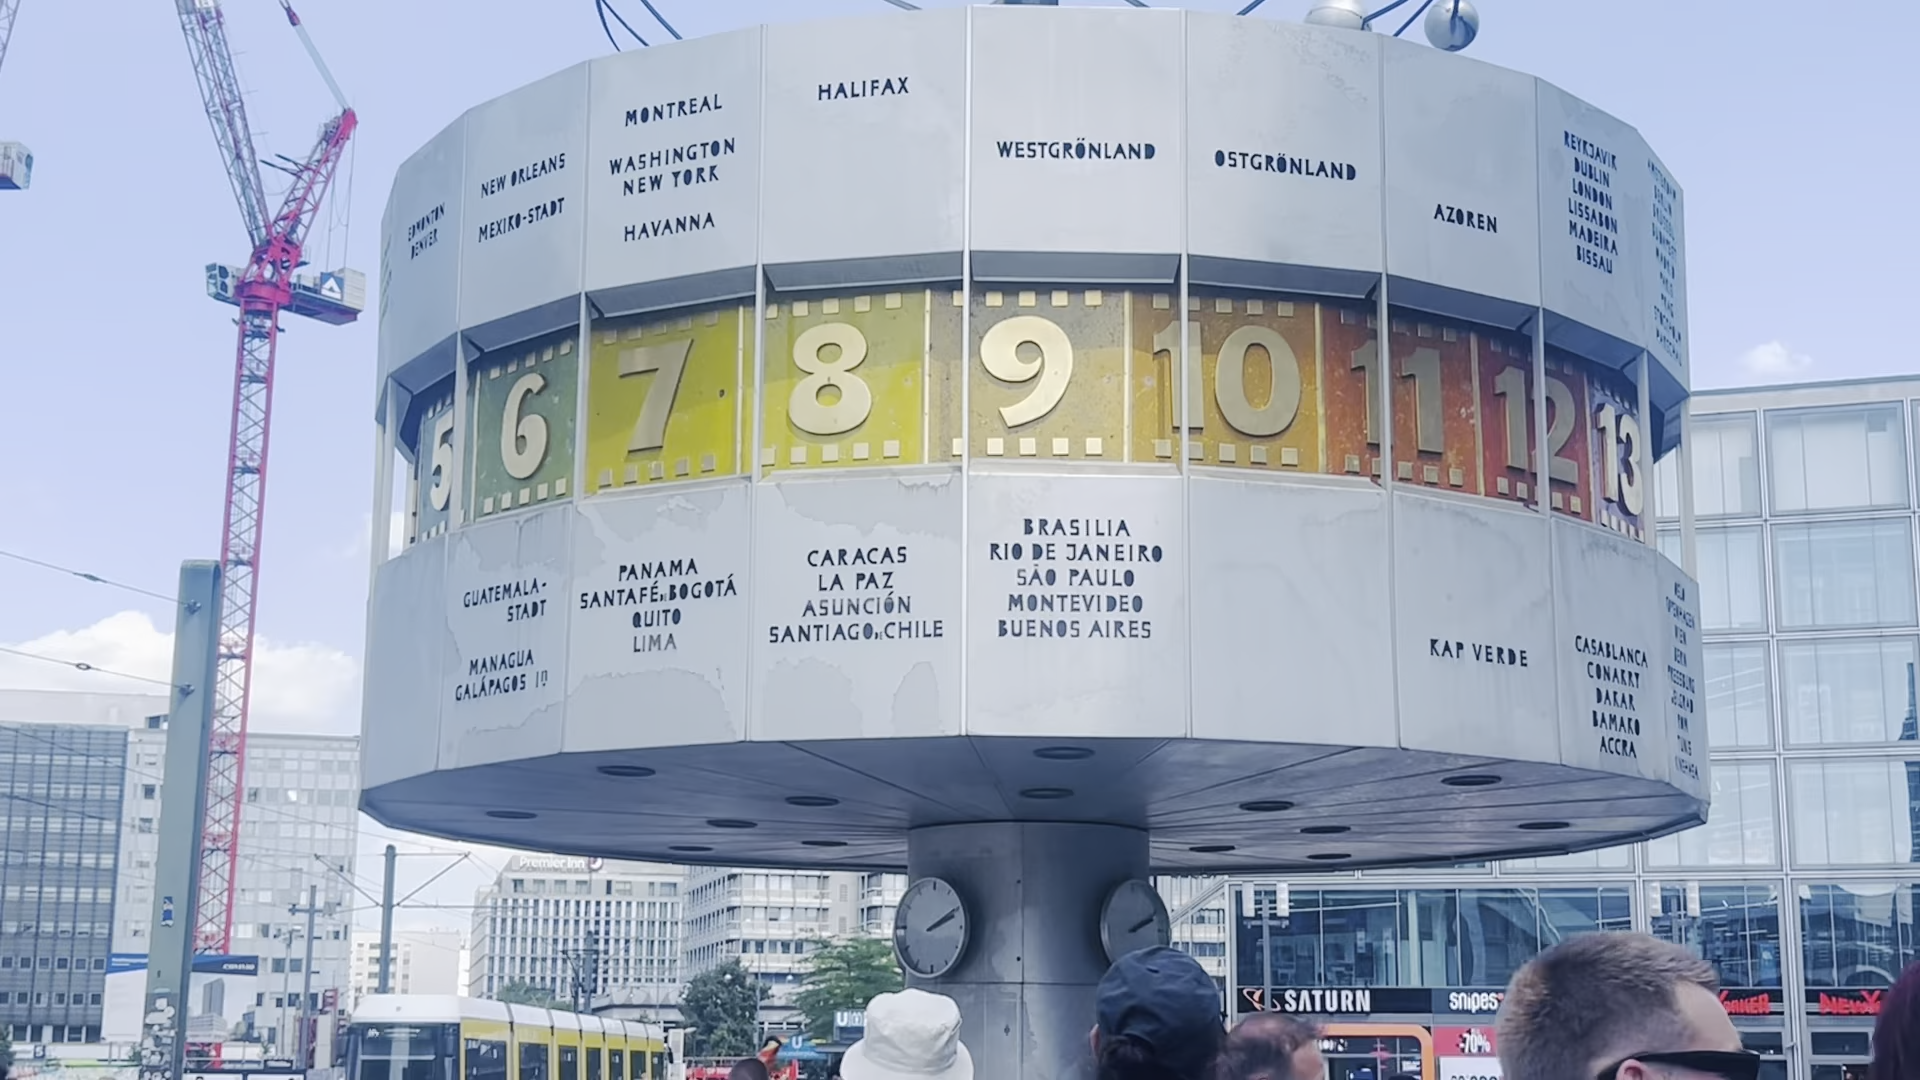 MONTREAL
WASHINGTON
NEW YORK
HAVANNA
HALIFAX
WESTGRÖNLAND
OSTGRÖNLAND
AZOREN
REYKJAVIK
DUBLIN
LONDON
LISSABON
MADEIRA
BISSAU
NEW ORLEANS
MEXIKO-STADT
EDMONTON
DENVER
5
6
7
8
9
10
11
12
13
GUATEMALA-
STADT
MANAGUA
GALÁPAGOS
PANAMA
SANTAFÉ DE BOGOTÁ
QUITO
LIMA
CARACAS
LA PAZ
ASUNCIÓN
SANTIAGO DE CHILE
BRASILIA
RIO DE JANEIRO
SÃO PAULO
MONTEVIDEO
BUENOS AIRES
KAP VERDE
CASABLANCA
CONAKRY
DAKAR
BAMAKO
ACCRA
Premier Inn
SATURN
snipes
-70%
U